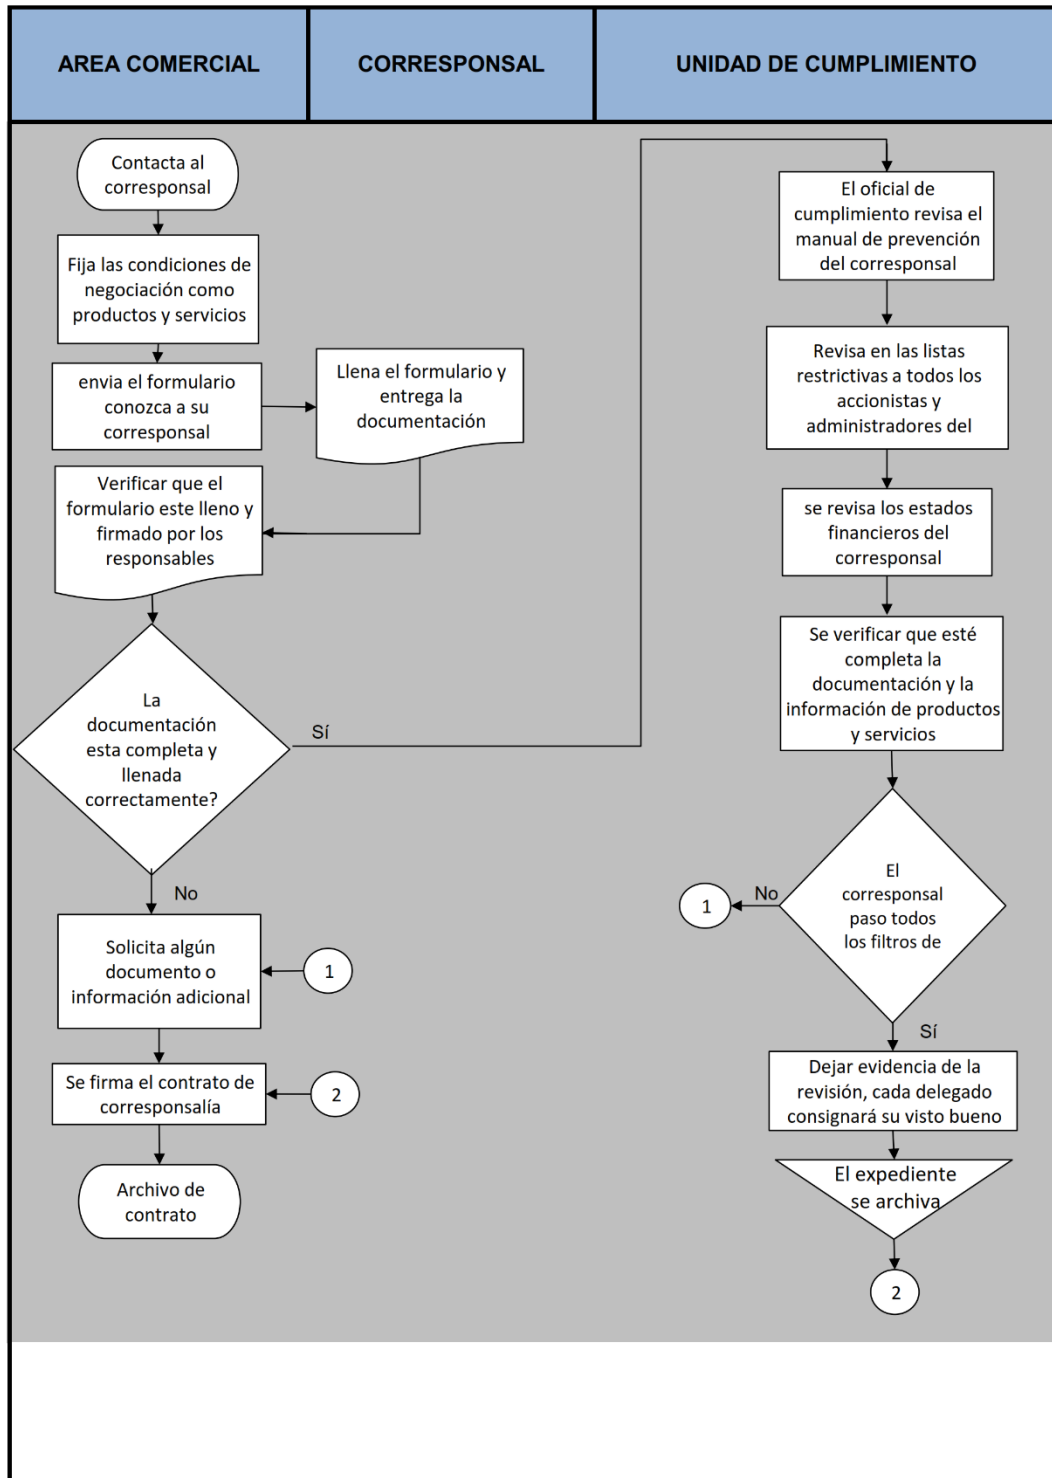 AREA COMERCIAL
CORRESPONSAL
UNIDAD DE CUMPLIMIENTO
Contacta al
corresponsal
Fija las condiciones de
negociación como
productos y servicios
envia el formulario
conozca a su
corresponsal
Llena el formulario y
entrega la
documentación
Verificar que el
formulario este lleno y
firmado por los
responsables
La
documentación
esta completa y
llenada
correctamente?
Sí
No
Solicita algún
documento o
información adicional
1
Se firma el contrato de
corresponsalía
2
Archivo de
contrato
El oficial de
cumplimiento revisa el
manual de prevención
del corresponsal
Revisa en las listas
restrictivas a todos los
accionistas y
administradores del
se revisa los estados
financieros del
corresponsal
Se verificar que esté
completa la
documentación y la
información de productos
y servicios
El
corresponsal
paso todos
los filtros de
No
1
Sí
Dejar evidencia de la
revisión, cada delegado
consignará su visto bueno
El expediente
se archiva
2